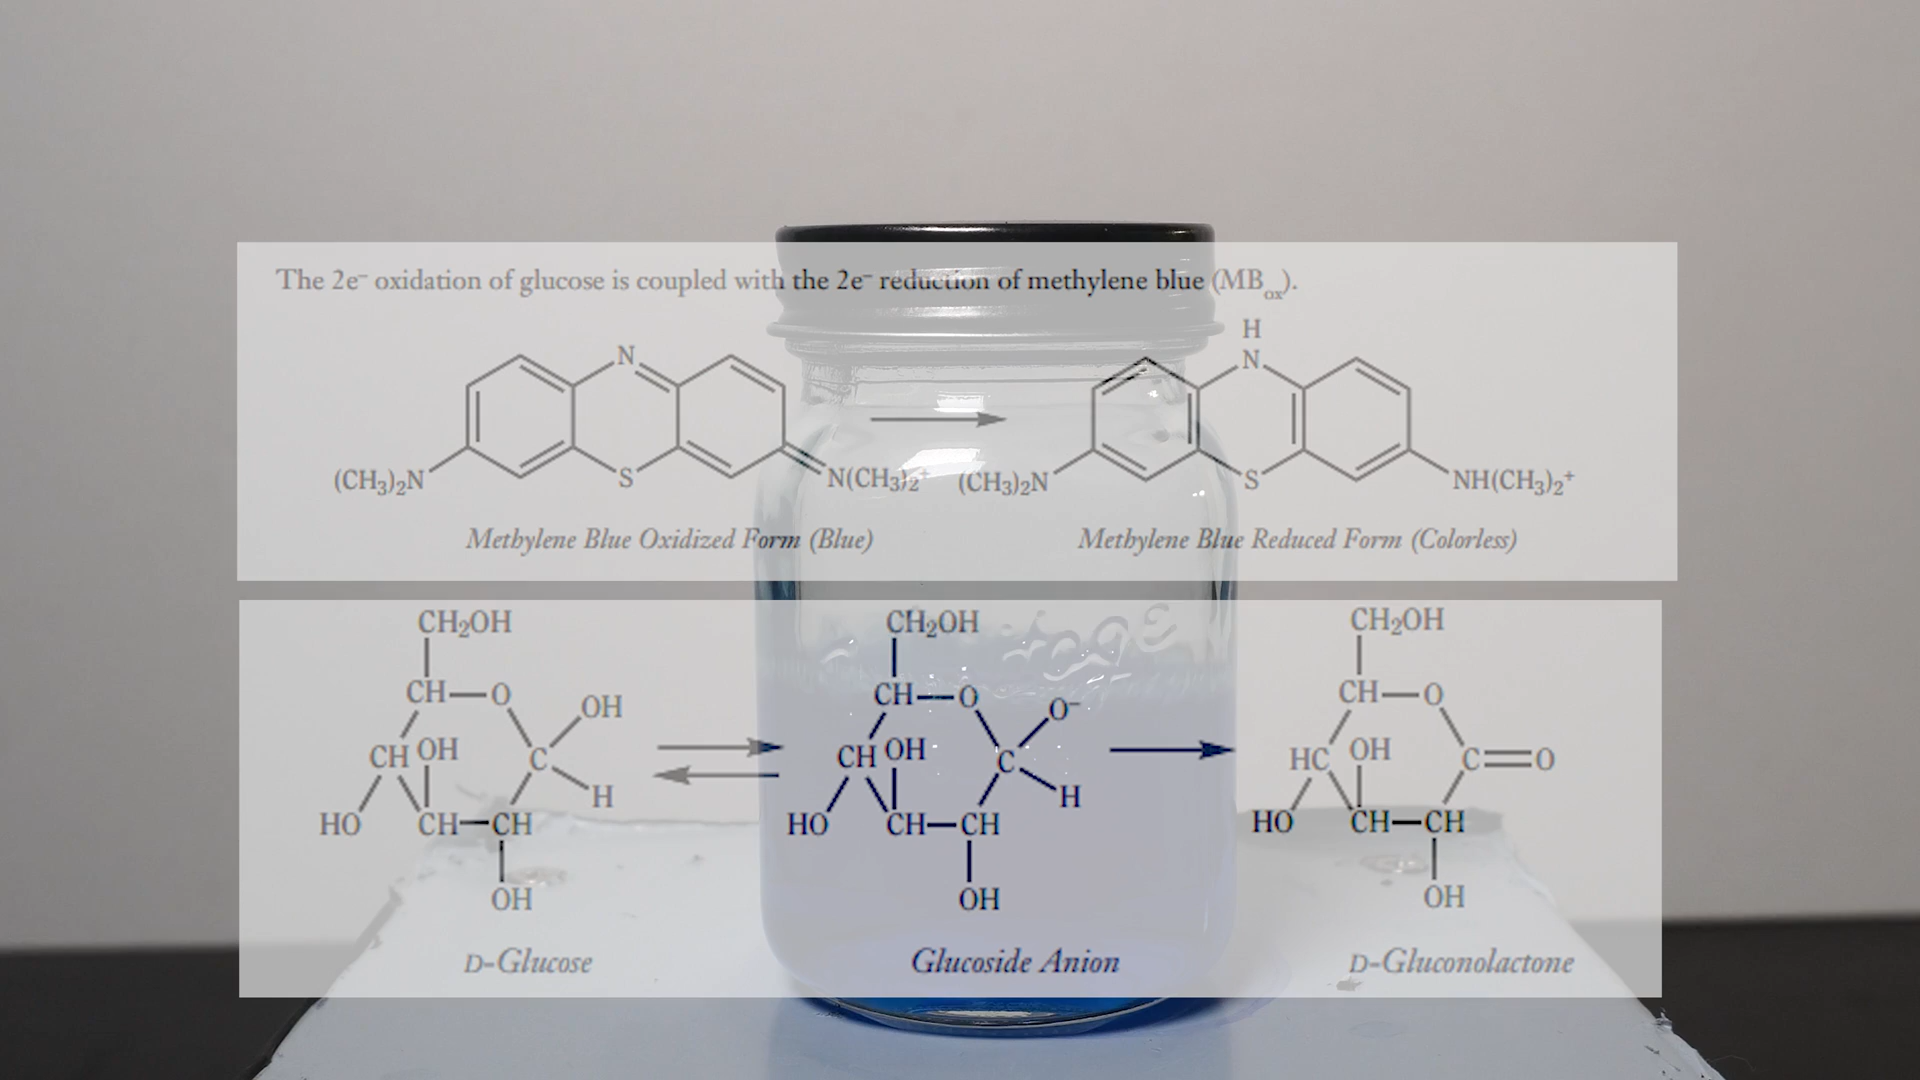 The 2e⁻ oxidation of glucose is coupled with the 2e⁻ reduction of methylene blue (MBₒₓ).
H
N N
(CH₃)₂N S N(CH₃)₂⁺ (CH₃)₂N S NH(CH₃)₂⁺
Methylene Blue Oxidized Form (Blue) Methylene Blue Reduced Form (Colorless)
CH₂OH CH₂OH CH₂OH
CH O OH CH O O⁻ CH O
CH OH C CH OH C HC OH C O
H H
HO CH CH HO CH CH HO CH CH
OH OH OH
D-Glucose Glucoside Anion D-Gluconolactone